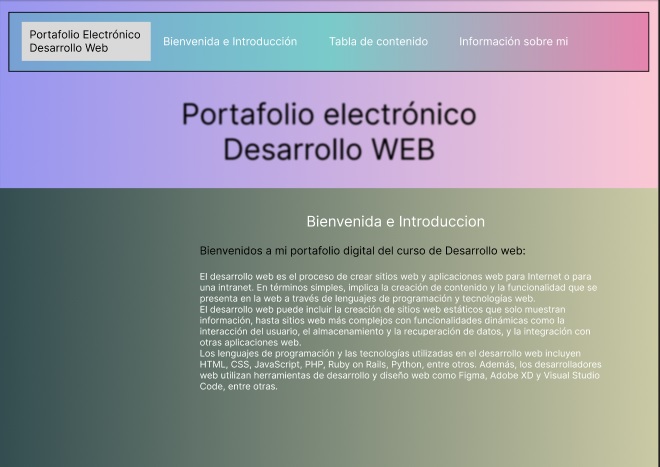 Portafolio Electrónico
Desarrollo Web
Bienvenida e Introducción
Tabla de contenido
Información sobre mi
Portafolio electrónico
Desarrollo WEB
Bienvenida e Introduccion
Bienvenidos a mi portafolio digital del curso de Desarrollo web:
El desarrollo web es el proceso de crear sitios web y aplicaciones web para Internet o para
una intranet. En términos simples, implica la creación de contenido y la funcionalidad que se
presenta en la web a través de lenguajes de programación y tecnologías web.
El desarrollo web puede incluir la creación de sitios web estáticos que solo muestran
información, hasta sitios web más complejos con funcionalidades dinámicas como la
interacción del usuario, el almacenamiento y la recuperación de datos, y la integración con
otras aplicaciones web.
Los lenguajes de programación y las tecnologías utilizadas en el desarrollo web incluyen
HTML, CSS, JavaScript, PHP, Ruby on Rails, Python, entre otros. Además, los desarrolladores
web utilizan herramientas de desarrollo y diseño web como Figma, Adobe XD y Visual Studio
Code, entre otras.